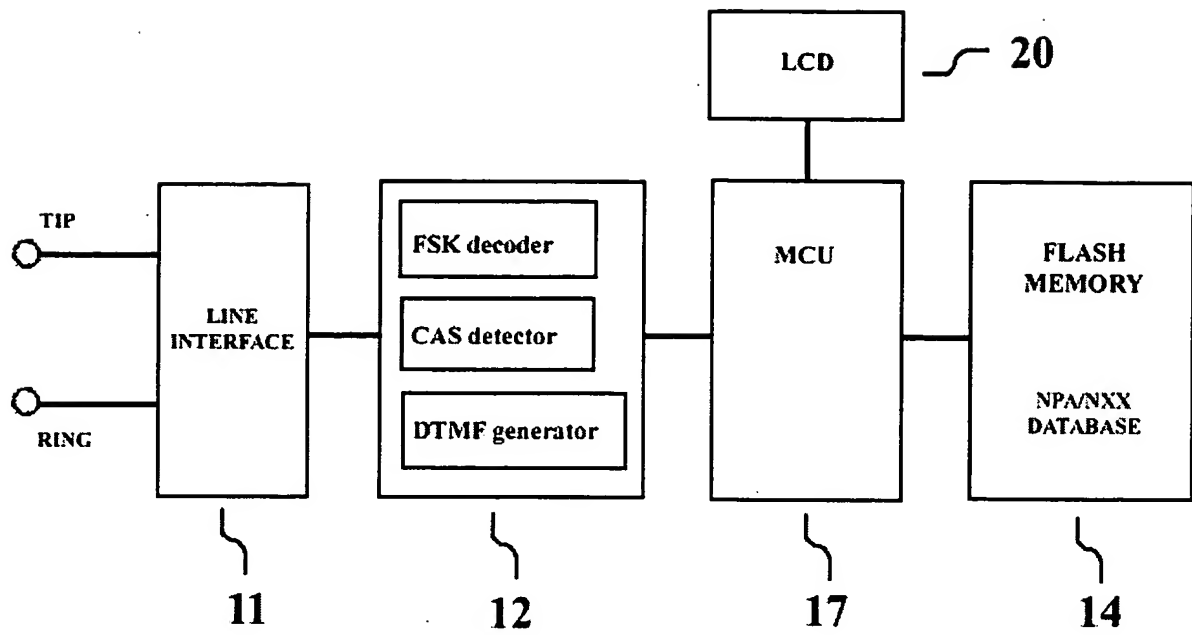 LCD
20
TIP
RING
LINE
INTERFACE
FSK decoder
CAS detector
DTMF generator
MCU
FLASH
MEMORY
NPA/NXX
DATABASE
11
12
17
14